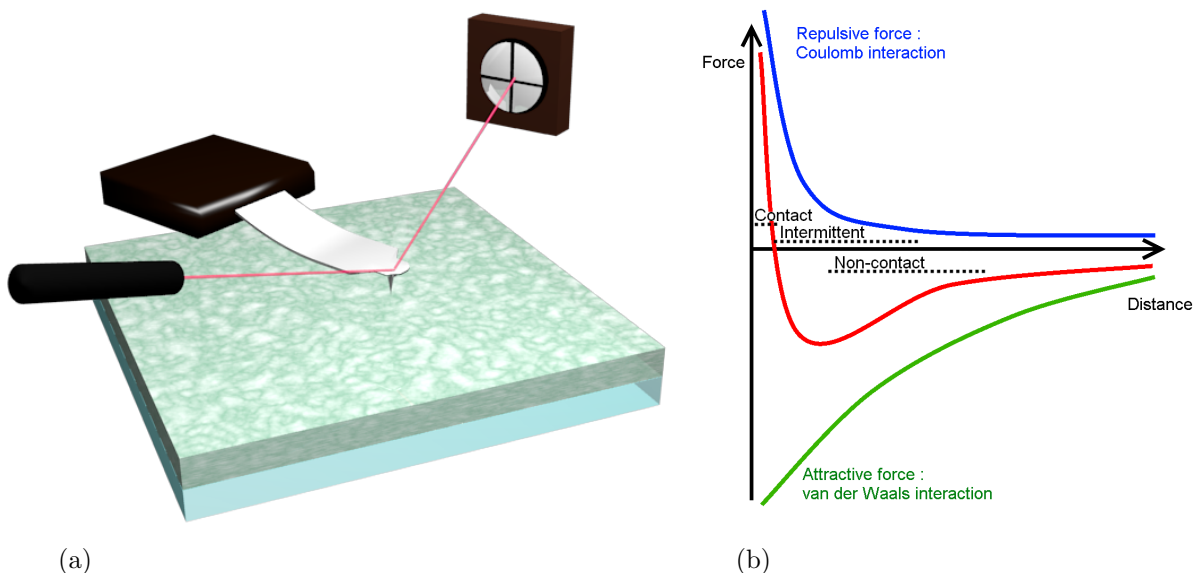 Repulsive force :
Coulomb interaction
Force
Contact
Intermittent
Non-contact
Distance
Attractive force :
van der Waals interaction
(a)
(b)